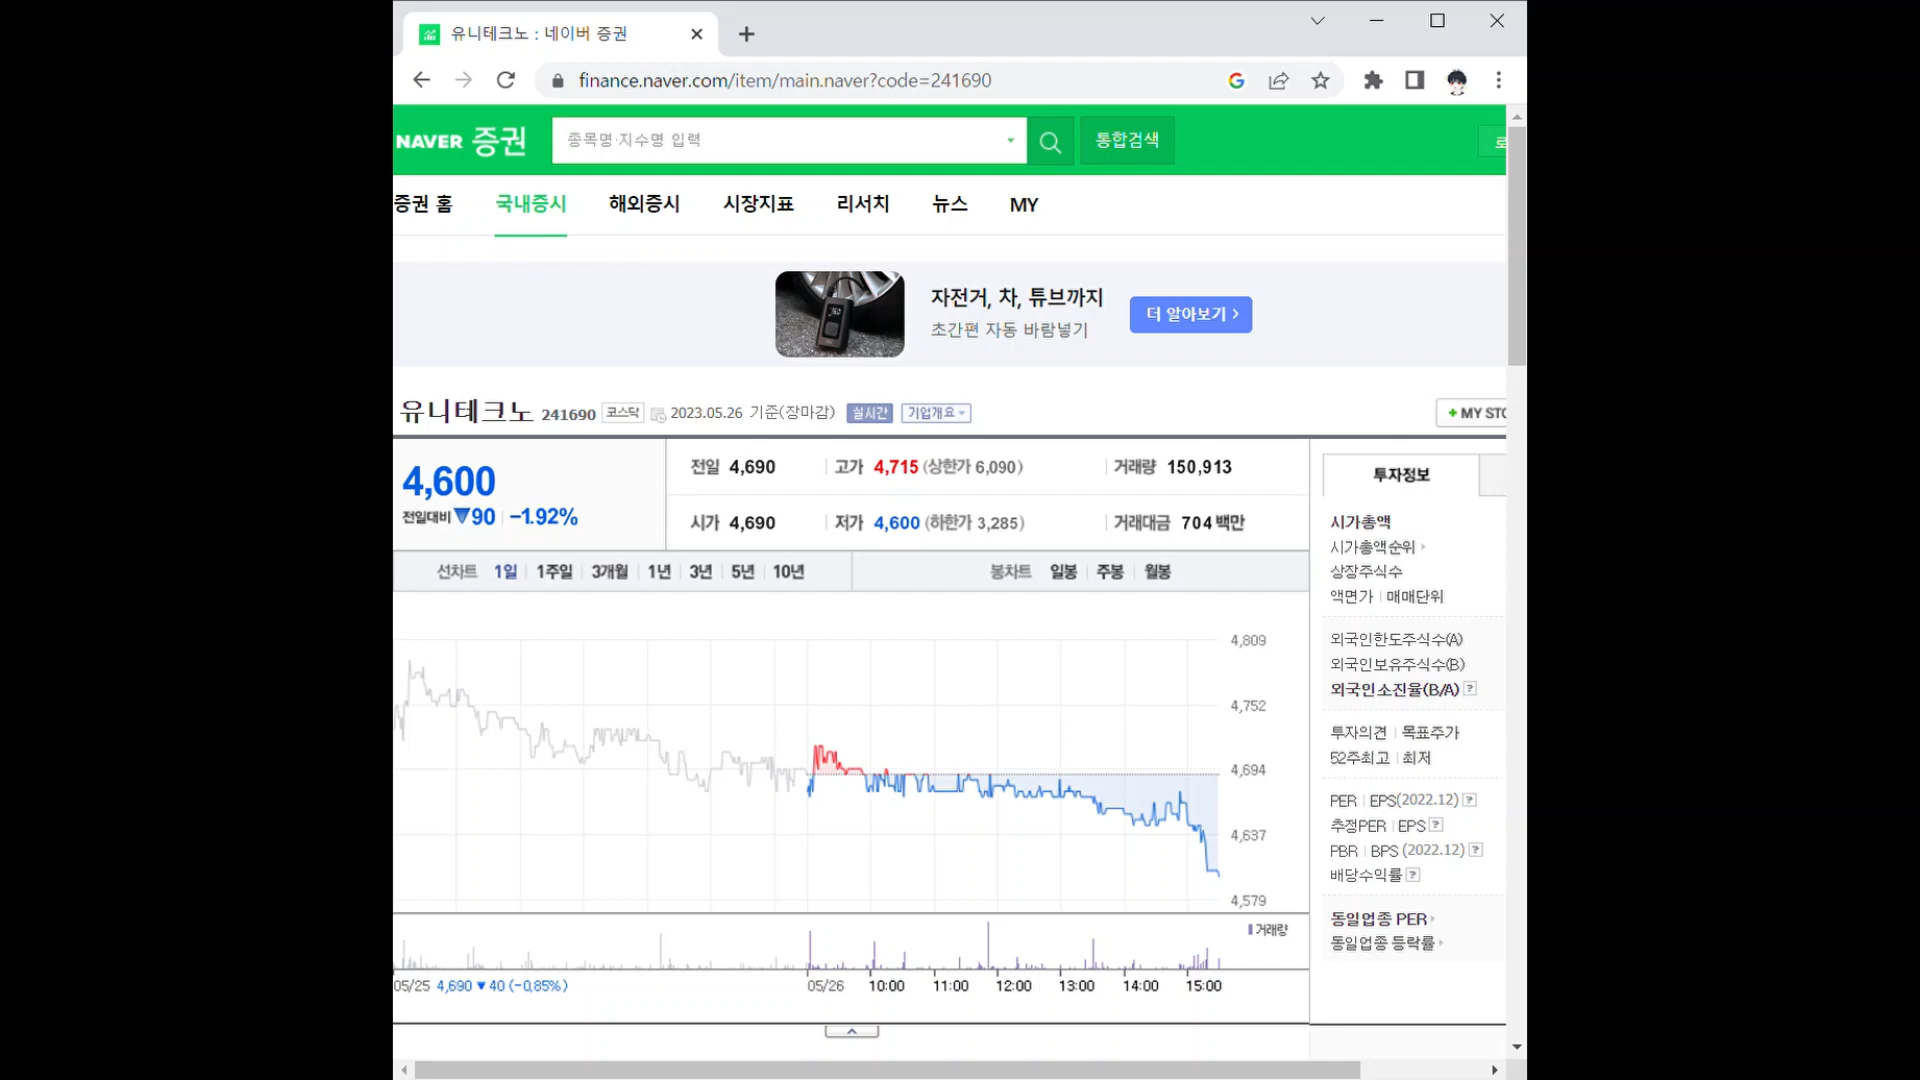 유니테크노 : 네이버 증권
finance.naver.com/item/main.naver?code=241690
NAVER 증권
종목명·지수명 입력
통합검색
증권 홈 국내증시 해외증시 시장지표 리서치 뉴스 MY
자전거, 차, 튜브까지
초간편 자동 바람넣기
더 알아보기 >
유니테크노 241690 코스닥 2023.05.26 기준(장마감) 실시간 기업개요
+ MY STO
4,600
전일대비 ▼90 -1.92%
전일 4,690 고가 4,715 (상한가 6,090) 거래량 150,913
시가 4,690 저가 4,600 (하한가 3,285) 거래대금 704 백만
선차트 1일 1주일 3개월 1년 3년 5년 10년 봉차트 일봉 주봉 월봉
4,809
4,752
4,694
4,637
4,579
거래량
05/25 4,690 ▼40 (-0,85%)
05/26 10:00 11:00 12:00 13:00 14:00 15:00
투자정보
시가총액
시가총액순위
상장주식수
액면가 | 매매단위
외국인한도주식수(A)
외국인보유주식수(B)
외국인소진율(B/A) ?
투자의견 | 목표주가
52주최고 | 최저
PER | EPS(2022.12) ?
추정PER | EPS ?
PBR | BPS (2022.12) ?
배당수익률 ?
동일업종 PER
동일업종 등락률